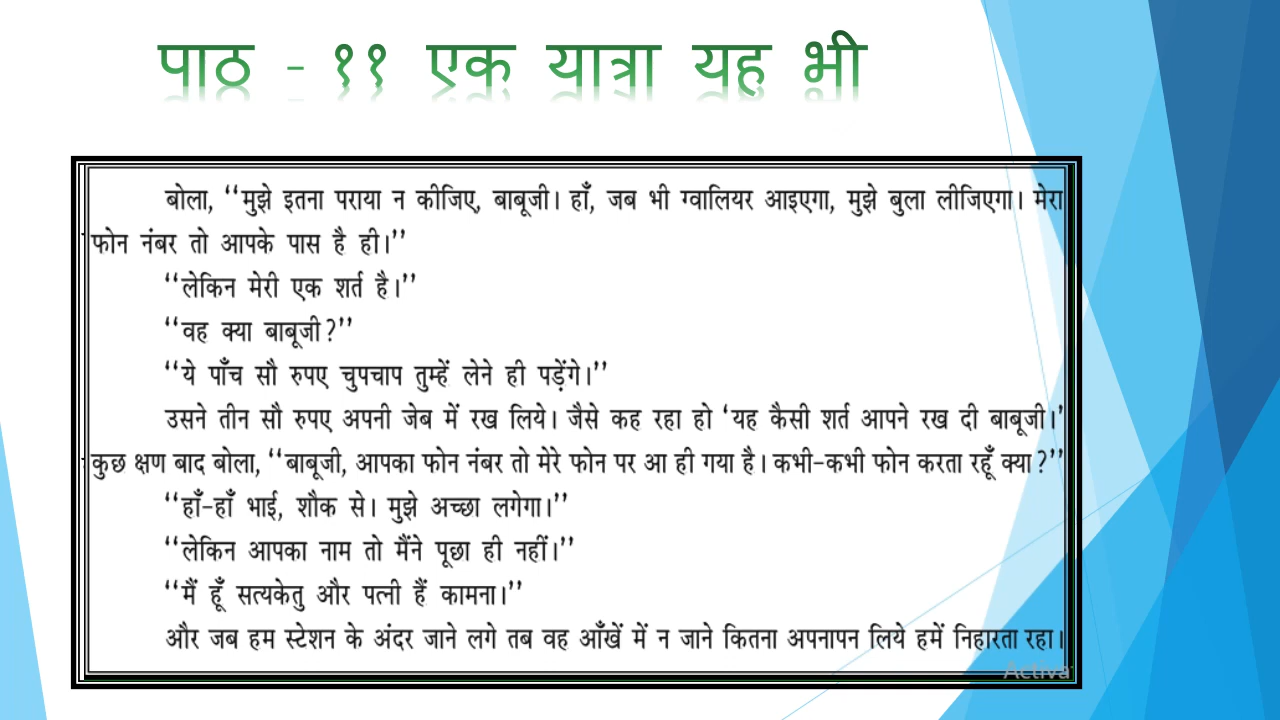 पाठ - ११ एक यात्रा यह भी
बोला, ‘‘मुझे इतना पराया न कीजिए, बाबूजी। हाँ, जब भी ग्वालियर आइएगा, मुझे बुला लीजिएगा। मेरा
फोन नंबर तो आपके पास है ही।’’
‘‘लेकिन मेरी एक शर्त है।’’
‘‘वह क्या बाबूजी?’’
‘‘ये पाँच सौ रुपए चुपचाप तुम्हें लेने ही पड़ेंगे।’’
उसने तीन सौ रुपए अपनी जेब में रख लिये। जैसे कह रहा हो ‘यह कैसी शर्त आपने रख दी बाबूजी।’
कुछ क्षण बाद बोला, ‘‘बाबूजी, आपका फोन नंबर तो मेरे फोन पर आ ही गया है। कभी-कभी फोन करता रहूँ क्या?’’
‘‘हाँ-हाँ भाई, शौक से। मुझे अच्छा लगेगा।’’
‘‘लेकिन आपका नाम तो मैंने पूछा ही नहीं।’’
‘‘मैं हूँ सत्यकेतु और पत्नी हैं कामना।’’
और जब हम स्टेशन के अंदर जाने लगे तब वह आँखें में न जाने कितना अपनापन लिये हमें निहारता रहा।
Activa